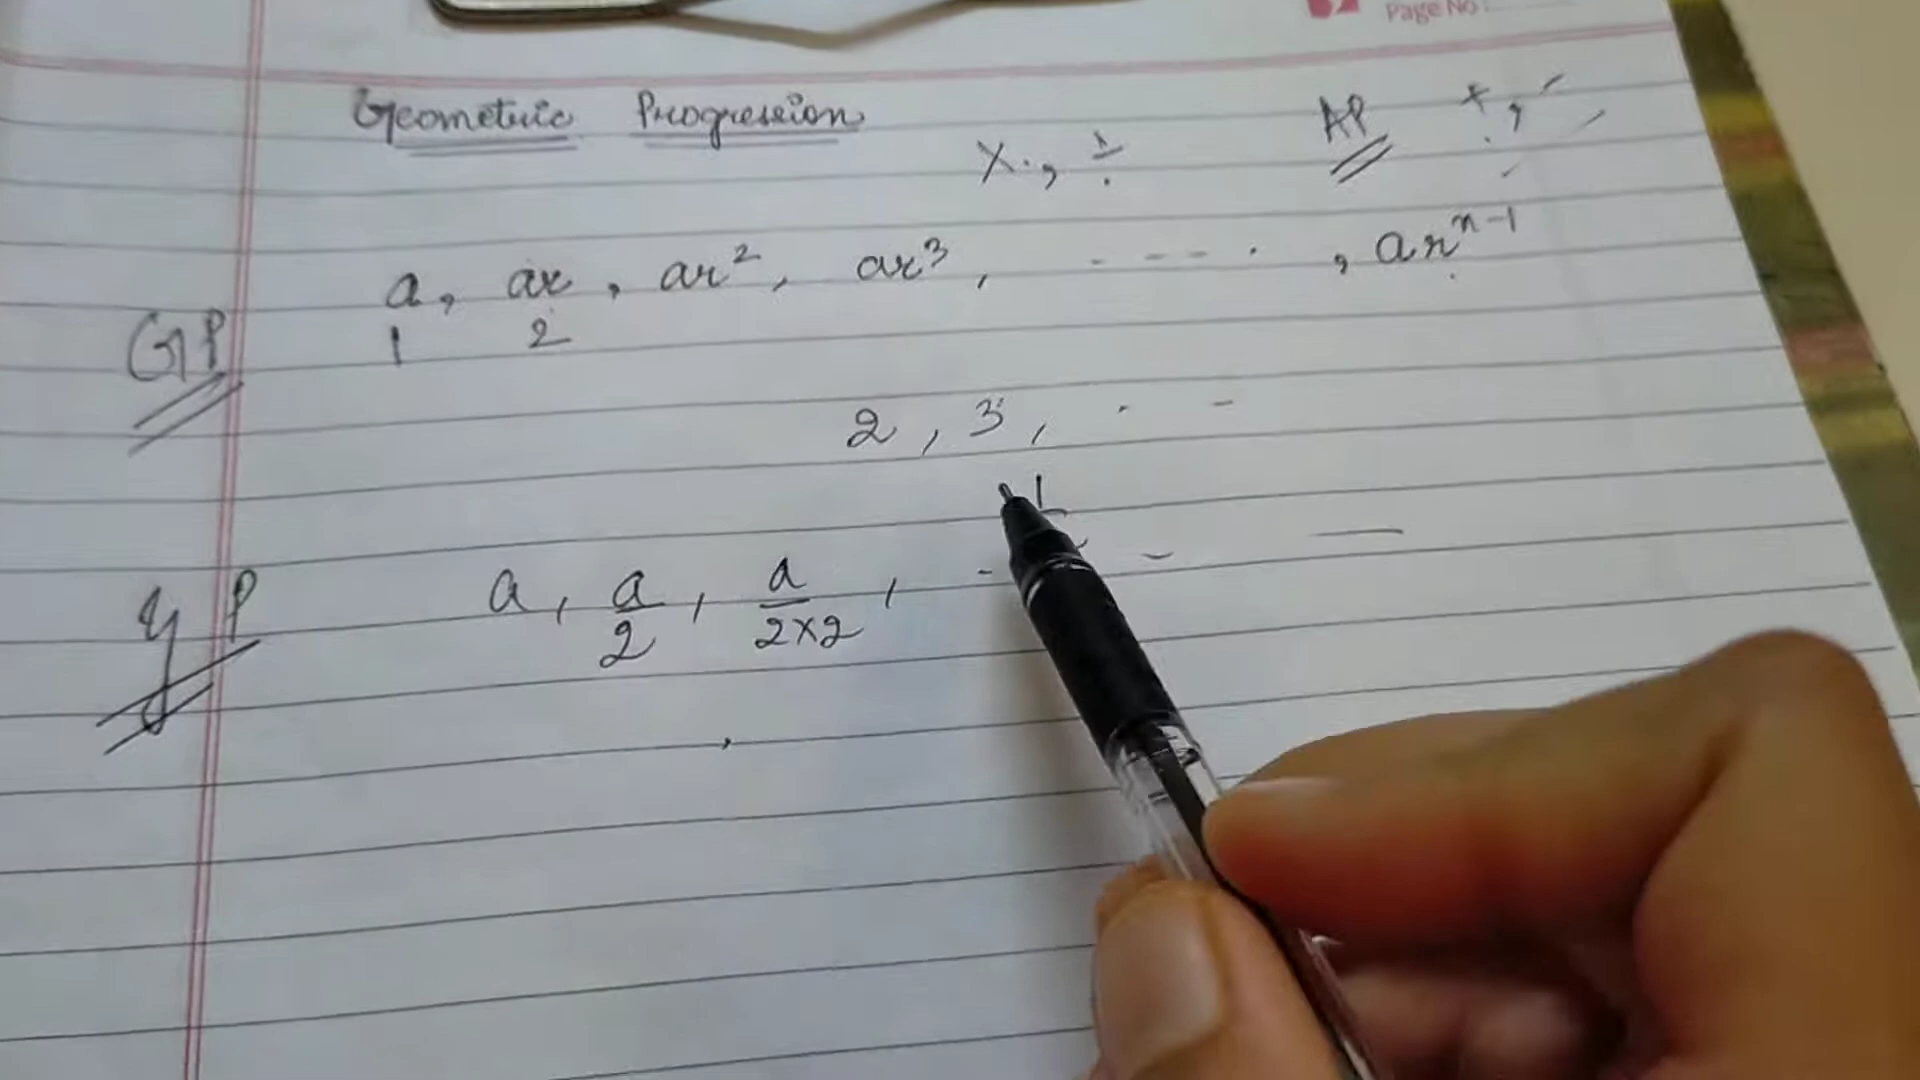 Page No:
Geometric Progression
×, ÷
AP +, -
a, ar, ar², ar³, - - - - ·, arⁿ⁻¹
GP
1 2
2, 3, - -
1
GP a, a/2, a/2×2, -